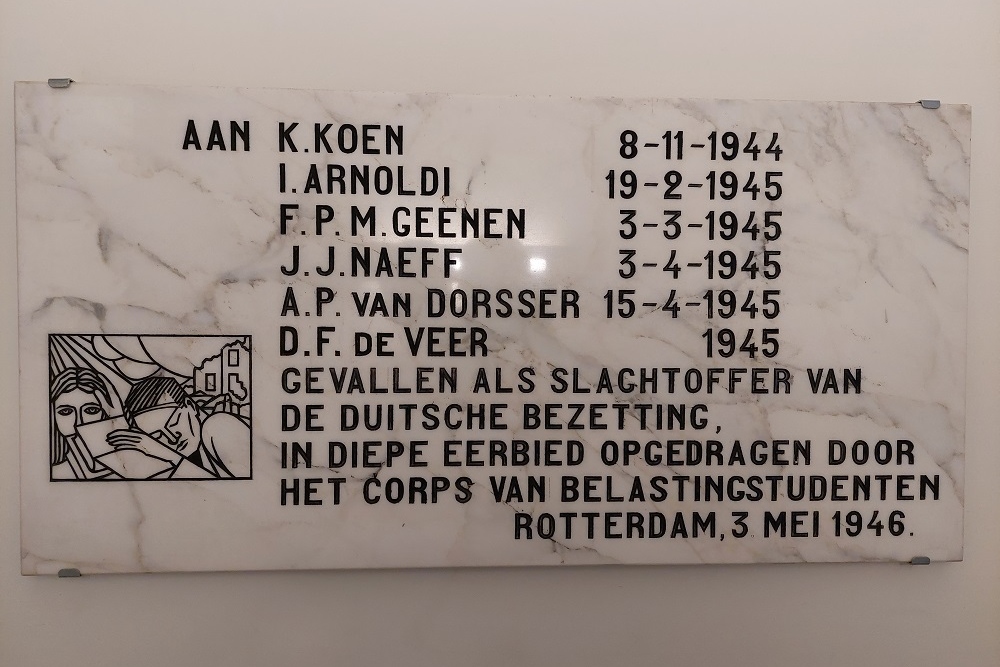 AAN K.KOEN 8-11-1944
I.ARNOLDI 19-2-1945
F.P.M.GEENEN 3-3-1945
J.J.NAEFF 3-4-1945
A.P. VAN DORSSER 15-4-1945
D.F. DE VEER 1945
GEVALLEN ALS SLACHTOFFER VAN
DE DUITSCHE BEZETTING,
IN DIEPE EERBIED OPGEDRAGEN DOOR
HET CORPS VAN BELASTINGSTUDENTEN
ROTTERDAM, 3 MEI 1946.